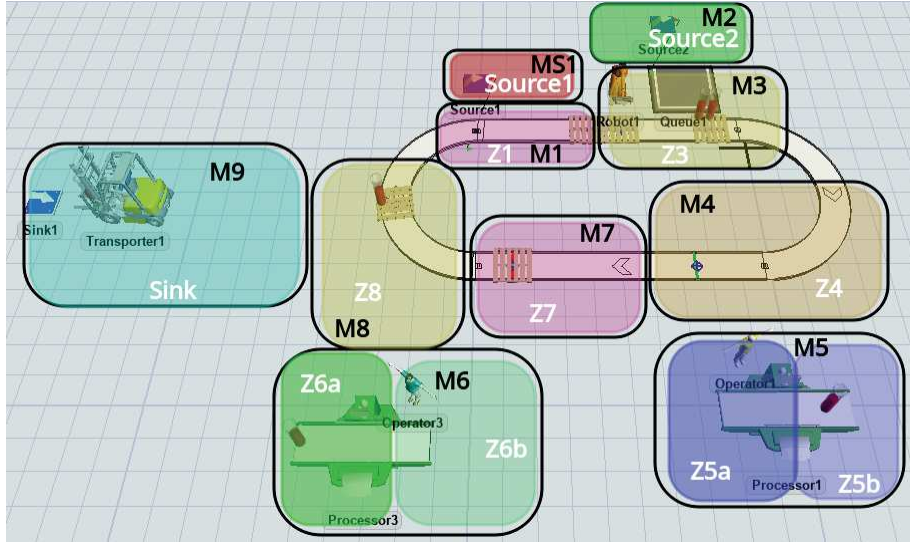 M2
Source2
Source2
MS1
Source1
Source1
M3
Robot1
Queue1
Z1
M1
Z3
M9
Sink1
Transporter1
Sink
M4
M7
Z8
Z7
Z4
M8
M5
Z6a
M6
Operator1
Operator3
Z6b
Z5a
Processor1
Z5b
Processor3